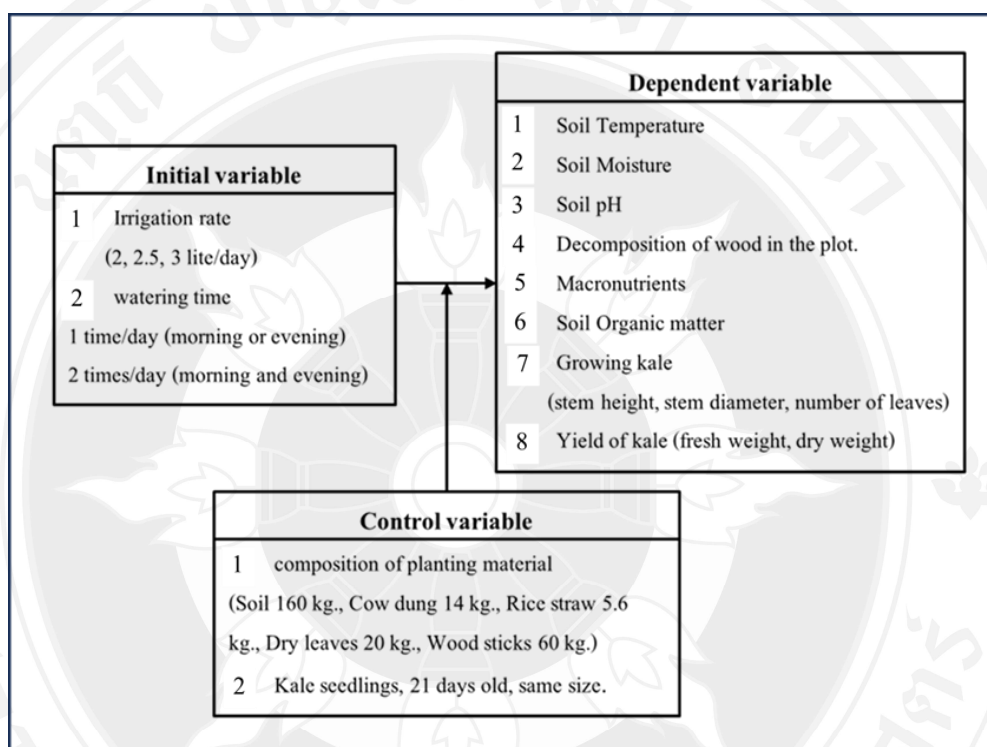 Initial variable
1 Irrigation rate
(2, 2.5, 3 lite/day)
2 watering time
1 time/day (morning or evening)
2 times/day (morning and evening)
Dependent variable
1 Soil Temperature
2 Soil Moisture
3 Soil pH
4 Decomposition of wood in the plot.
5 Macronutrients
6 Soil Organic matter
7 Growing kale
(stem height, stem diameter, number of leaves)
8 Yield of kale (fresh weight, dry weight)
Control variable
1 composition of planting material
(Soil 160 kg., Cow dung 14 kg., Rice straw 5.6
kg., Dry leaves 20 kg., Wood sticks 60 kg.)
2 Kale seedlings, 21 days old, same size.